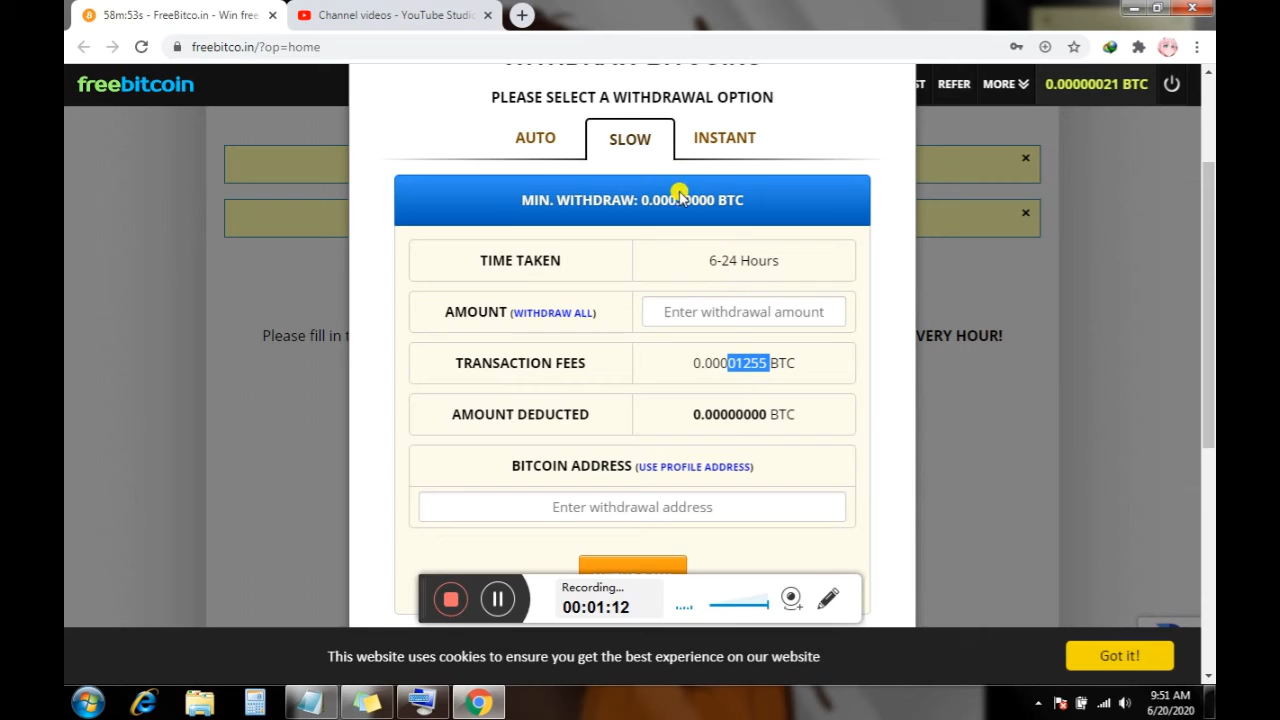 58m:53s - FreeBitco.in - Win free
Channel videos - YouTube Studio
freebitco.in/?op=home
freebitcoin
REFER
MORE
0.00000021 BTC
PLEASE SELECT A WITHDRAWAL OPTION
AUTO
SLOW
INSTANT
MIN. WITHDRAW:
BTC
TIME TAKEN
6-24 Hours
AMOUNT (WITHDRAW ALL)
Enter withdrawal amount
Please fill in
VERY HOUR!
TRANSACTION FEES
0.00001255 BTC
AMOUNT DEDUCTED
0.00000000 BTC
BITCOIN ADDRESS (USE PROFILE ADDRESS)
Enter withdrawal address
Recording...
00:01:12
This website uses cookies to ensure you get the best experience on our website
Got it!
9:51 AM
6/20/2020